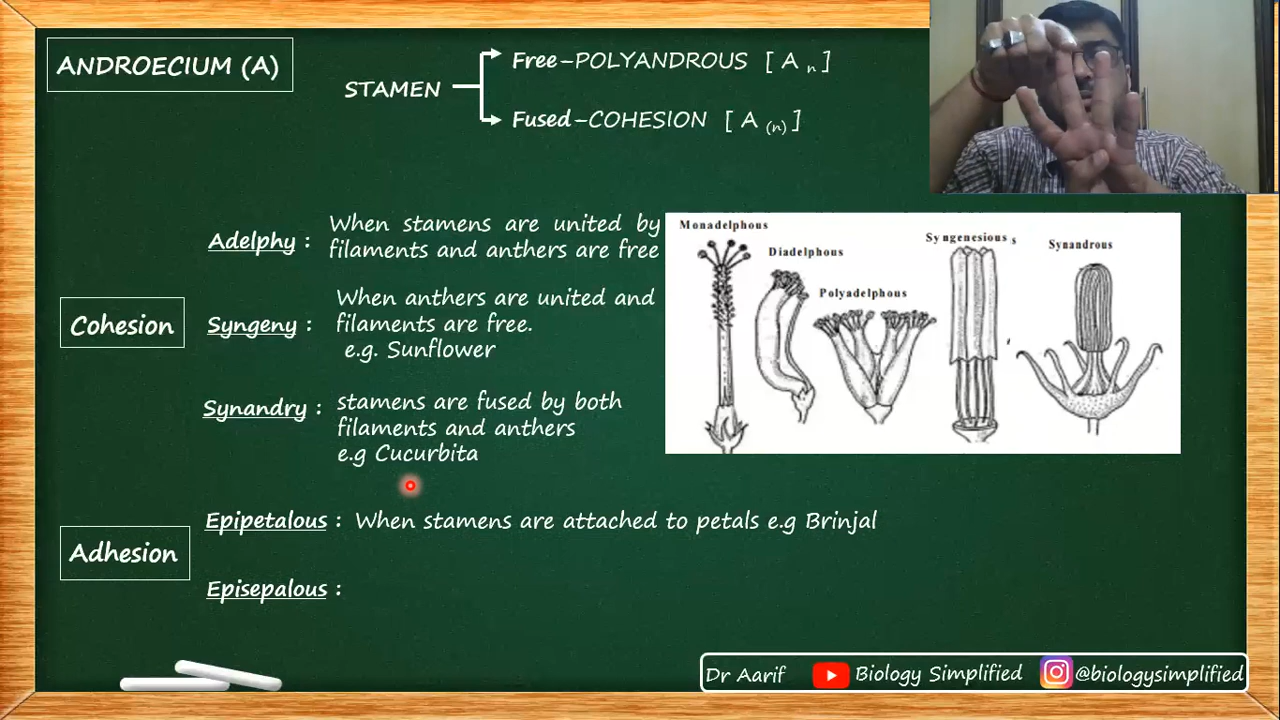 ANDROECIUM (A)
STAMEN
Free-POLYANDROUS [ A n ]
Fused-COHESION [ A (n) ]
Cohesion
Adelphy :
When stamens are united by
filaments and anthers are free
Syngeny :
When anthers are united and
filaments are free.
e.g. Sunflower
Synandry :
stamens are fused by both
filaments and anthers
e.g Cucurbita
Monadelphous
Diadelphous
Polyadelphous
Syngenesious s
Synandrous
Adhesion
Epipetalous : When stamens are attached to petals e.g Brinjal
Episepalous :
Dr Aarif Biology Simplified @biologysimplified